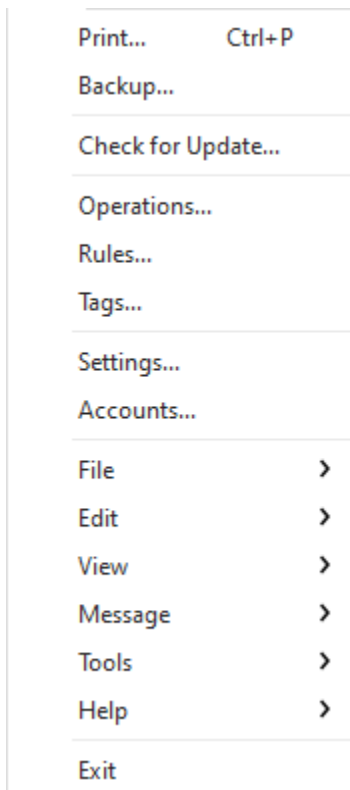 Print... Ctrl+P
Backup...
Check for Update...
Operations...
Rules...
Tags...
Settings...
Accounts...
File
Edit
View
Message
Tools
Help
Exit